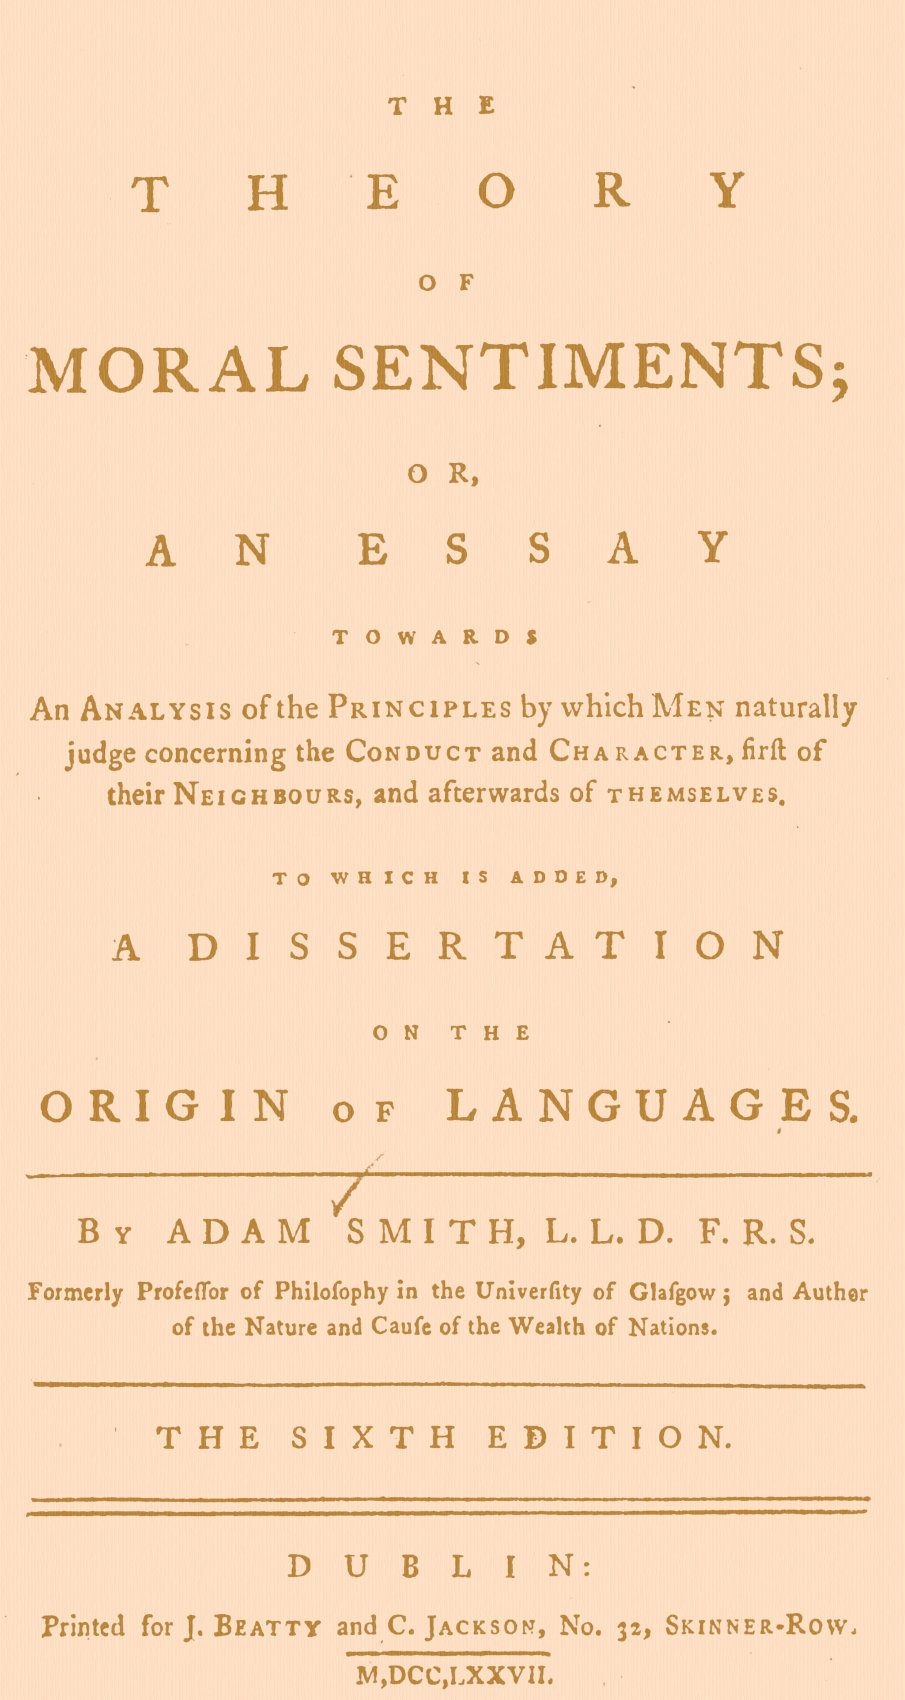 THE
THEORY
OF
MORAL SENTIMENTS;
OR,
AN ESSAY
TOWARDS
An ANALYSIS of the PRINCIPLES by which MEN naturally
judge concerning the CONDUCT and CHARACTER, firſt of
their NEIGHBOURS, and afterwards of THEMSELVES.
TO WHICH IS ADDED,
A DISSERTATION
ON THE
ORIGIN OF LANGUAGES.
BY ADAM SMITH, L.L.D. F.R.S.
Formerly Profeſſor of Philoſophy in the Univerſity of Glaſgow; and Author
of the Nature and Cauſe of the Wealth of Nations.
THE SIXTH EDITION.
DUBLIN:
Printed for J. BEATTY and C. JACKSON, No. 32, SKINNER-ROW.
M,DCC,LXXVII.